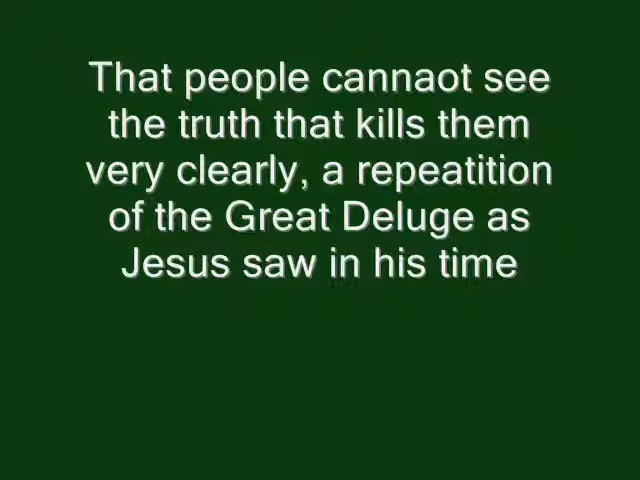 That people cannaot see
the truth that kills them
very clearly, a repeatition
of the Great Deluge as
Jesus saw in his time